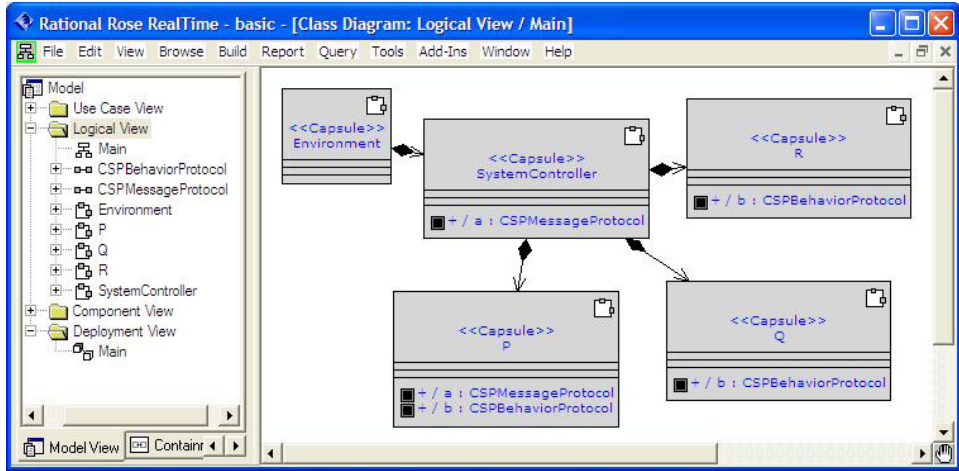 Rational Rose RealTime - basic - [Class Diagram: Logical View / Main]
File Edit View Browse Build Report Query Tools Add-Ins Window Help
Model
Use Case View
Logical View
Main
CSPBehaviorProtocol
CSPMessageProtocol
Environment
P
Q
R
SystemController
Component View
Deployment View
Main
Model View
Containr
<<Capsule>>
Environment
<<Capsule>>
SystemController
+ / a : CSPMessageProtocol
<<Capsule>>
R
+ / b : CSPBehaviorProtocol
<<Capsule>>
P
+ / a : CSPMessageProtocol
+ / b : CSPBehaviorProtocol
<<Capsule>>
Q
+ / b : CSPBehaviorProtocol